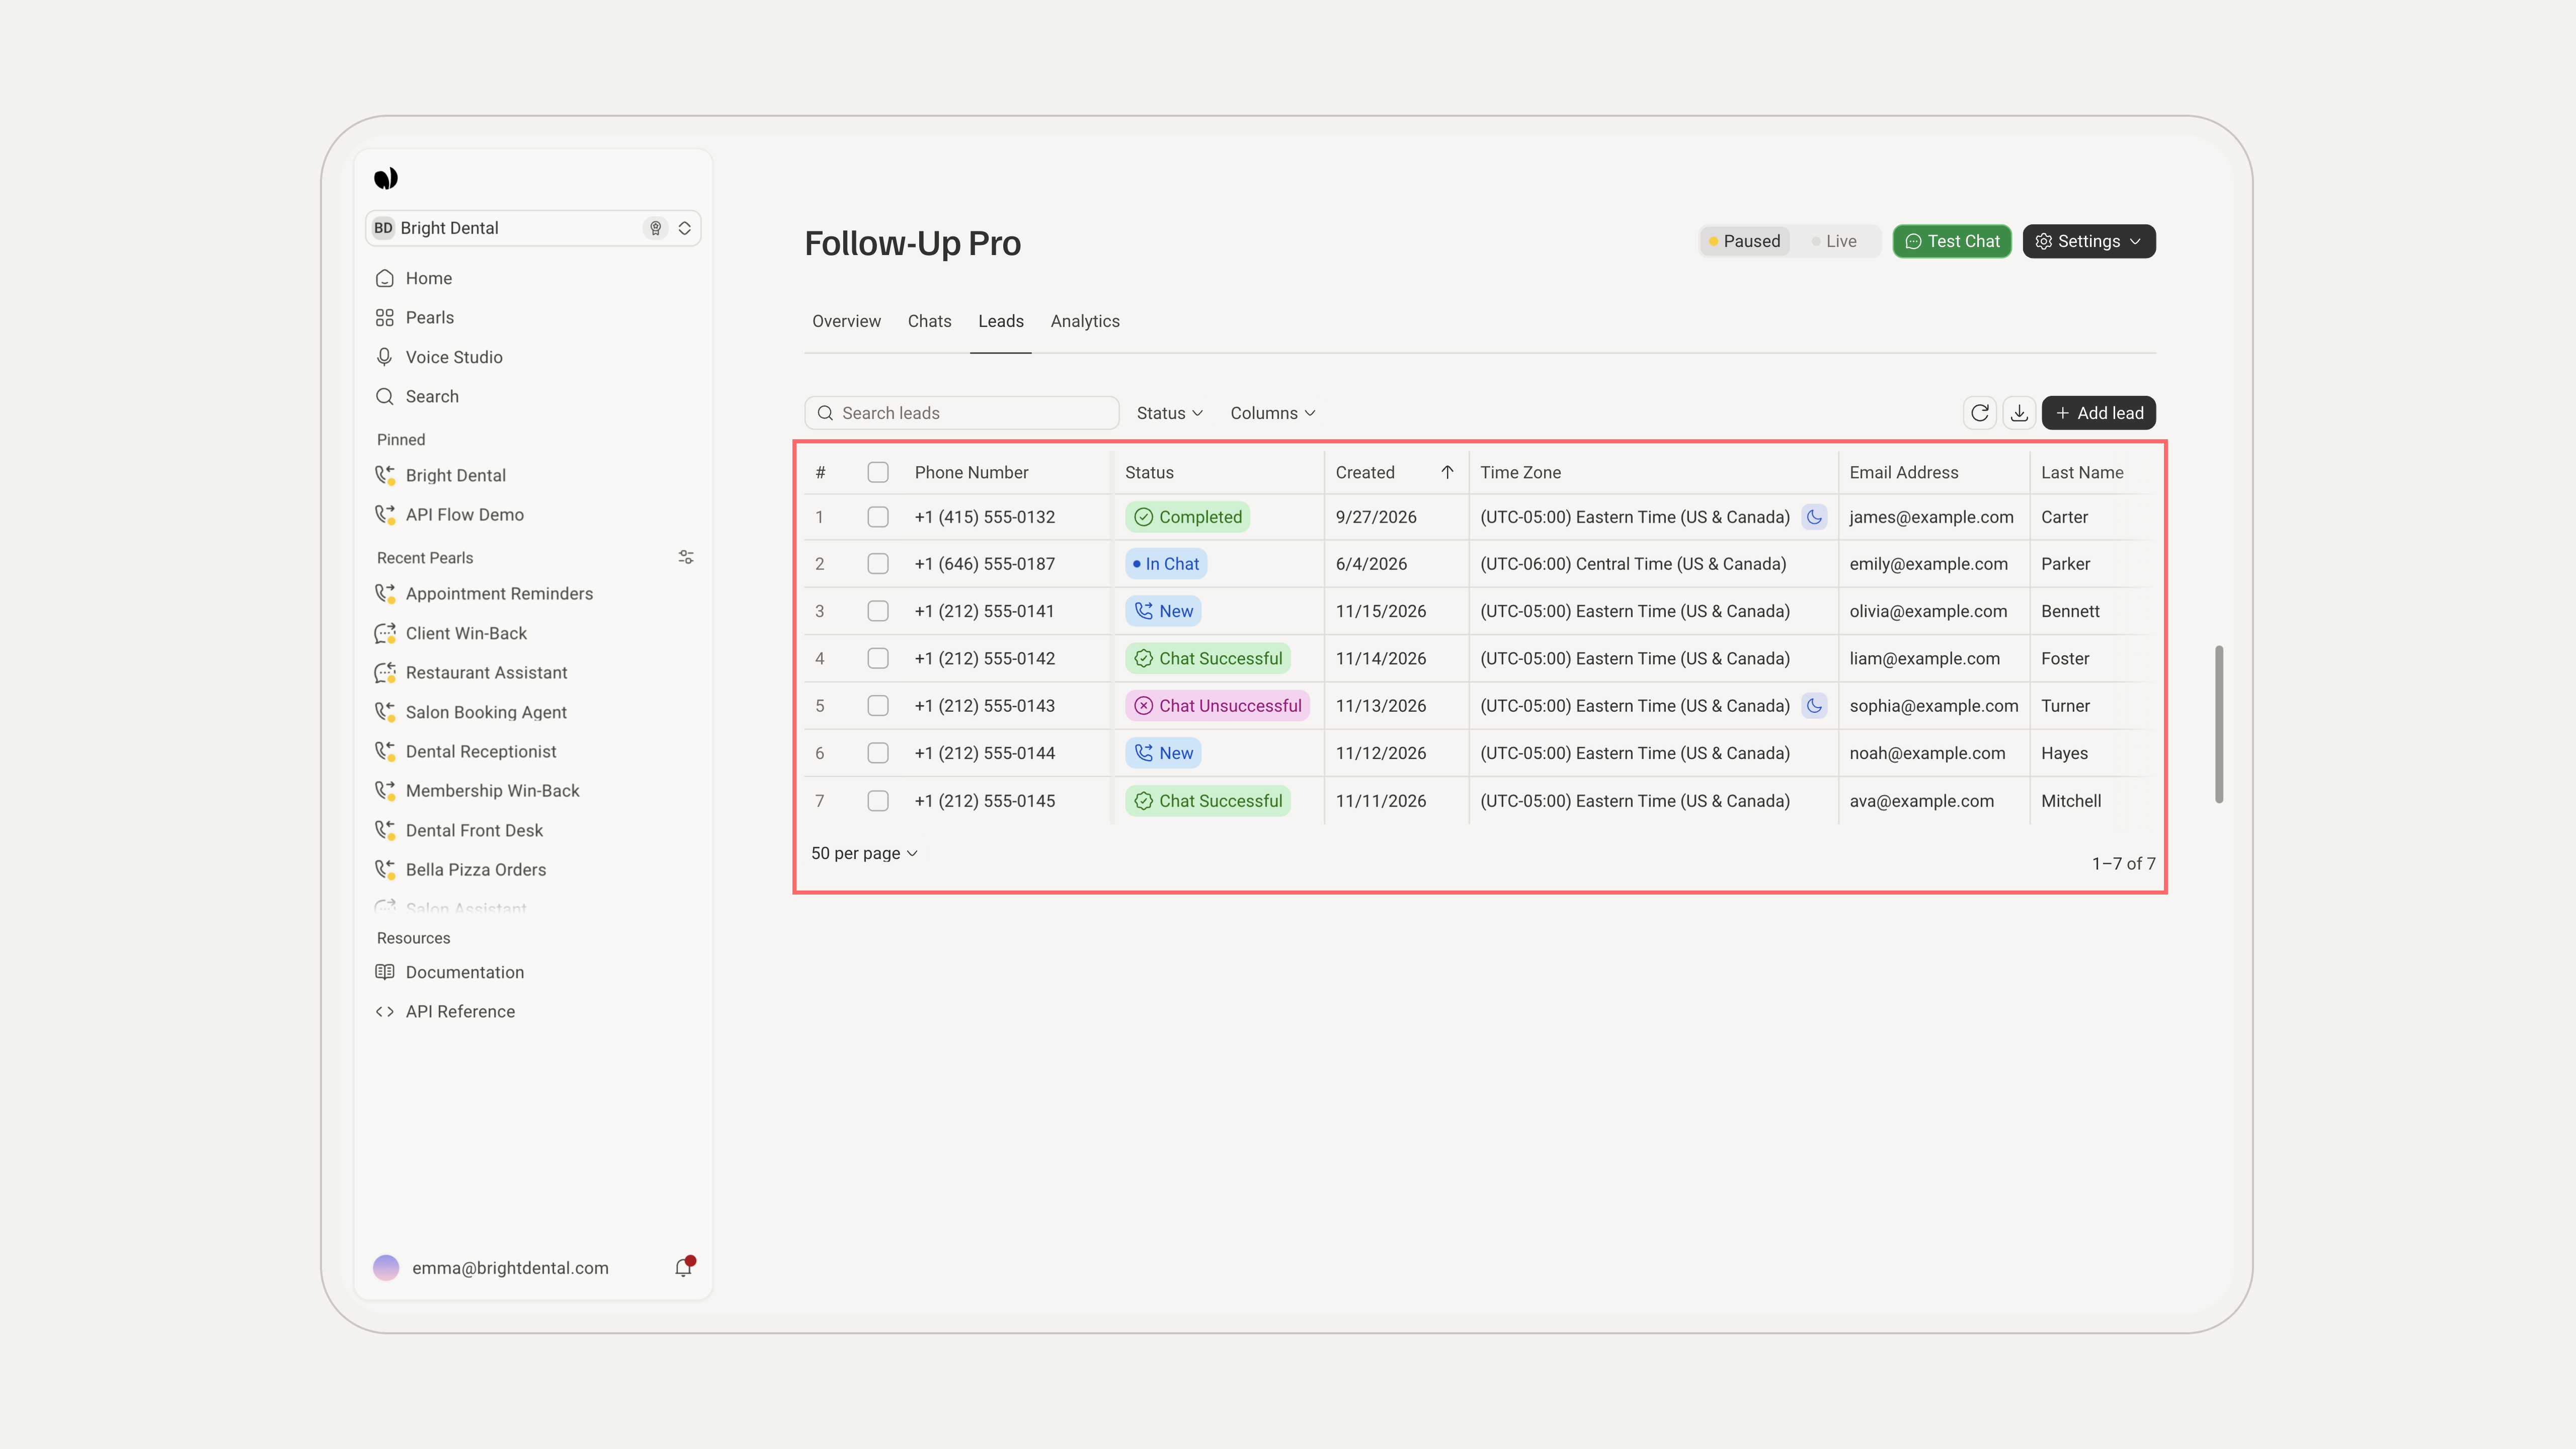 BD Bright Dental
Home
Pearls
Voice Studio
Search
Pinned
Bright Dental
API Flow Demo
Recent Pearls
Appointment Reminders
Client Win-Back
Restaurant Assistant
Salon Booking Agent
Dental Receptionist
Membership Win-Back
Dental Front Desk
Bella Pizza Orders
Salon Assistant
Resources
Documentation
API Reference
emma@brightdental.com
Follow-Up Pro
Paused Live Test Chat Settings
Overview Chats Leads Analytics
Search leads Status Columns + Add lead
# Phone Number Status Created Time Zone Email Address Last Name
1 +1 (415) 555-0132 Completed 9/27/2026 (UTC-05:00) Eastern Time (US & Canada) james@example.com Carter
2 +1 (646) 555-0187 In Chat 6/4/2026 (UTC-06:00) Central Time (US & Canada) emily@example.com Parker
3 +1 (212) 555-0141 New 11/15/2026 (UTC-05:00) Eastern Time (US & Canada) olivia@example.com Bennett
4 +1 (212) 555-0142 Chat Successful 11/14/2026 (UTC-05:00) Eastern Time (US & Canada) liam@example.com Foster
5 +1 (212) 555-0143 Chat Unsuccessful 11/13/2026 (UTC-05:00) Eastern Time (US & Canada) sophia@example.com Turner
6 +1 (212) 555-0144 New 11/12/2026 (UTC-05:00) Eastern Time (US & Canada) noah@example.com Hayes
7 +1 (212) 555-0145 Chat Successful 11/11/2026 (UTC-05:00) Eastern Time (US & Canada) ava@example.com Mitchell
50 per page
1–7 of 7